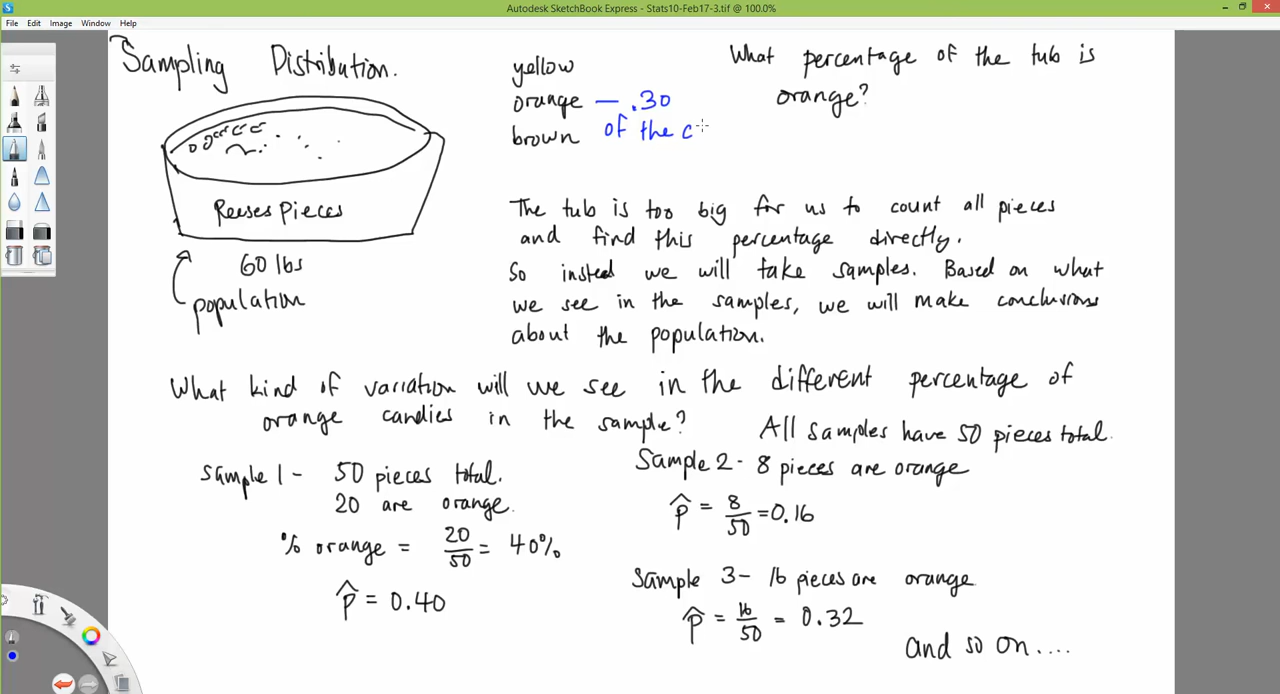 Autodesk SketchBook Express - Stats10-Feb17-3.tif @ 100.0%
File Edit Image Window Help
Sampling Distribution.
Reeses Pieces
60 lbs
population
yellow
orange — .30
brown of the c
What percentage of the tub is
orange?
The tub is too big for us to count all pieces
and find this percentage directly.
So insted we will take samples. Based on what
we see in the samples, we will make conclusions
about the population.
What kind of variation will we see in the different percentage of
orange candies in the sample?
All samples have 50 pieces total.
Sample 1 - 50 pieces total.
20 are orange.
% orange = 20/50 = 40%
p̂ = 0.40
Sample 2 - 8 pieces are orange
p̂ = 8/50 = 0.16
Sample 3 - 16 pieces are orange
p̂ = 16/50 = 0.32
and so on....